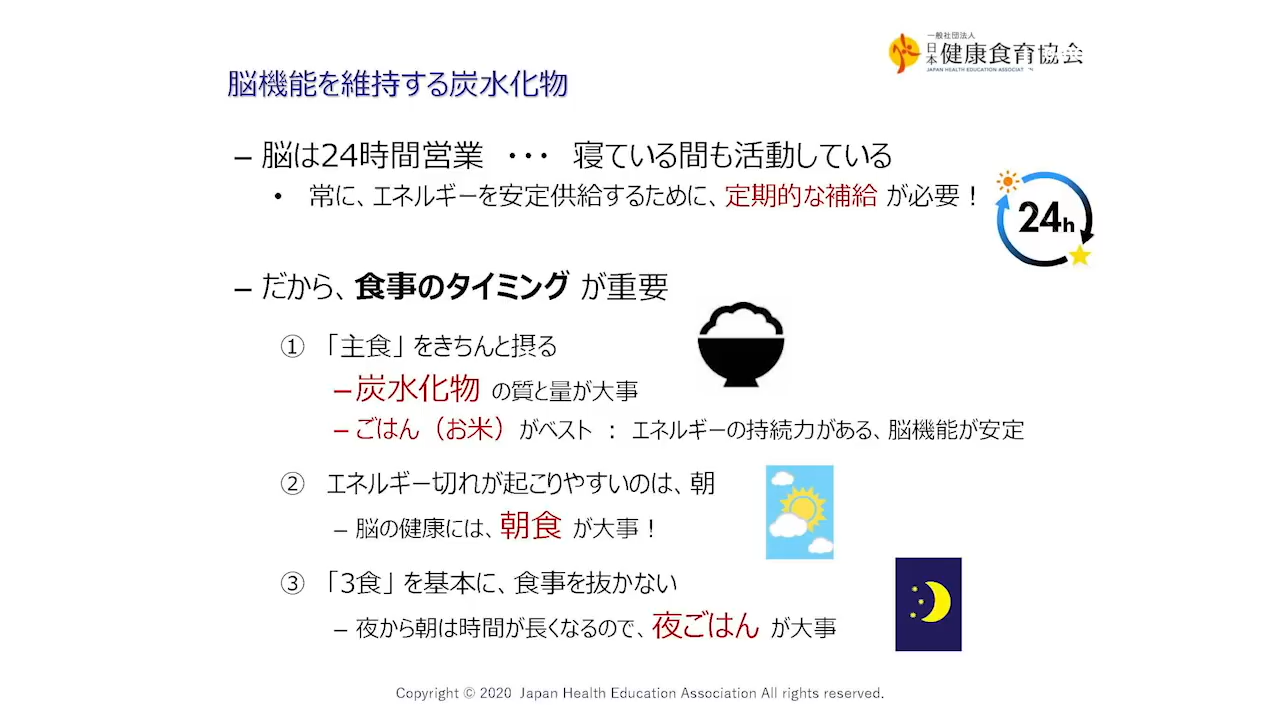 一般社団法人
日本健康食育協会
JAPAN HEALTH EDUCATION ASSOCIATION
脳機能を維持する炭水化物
– 脳は24時間営業 ・・・ 寝ている間も活動している
• 常に、エネルギーを安定供給するために、定期的な補給 が必要！
24h
– だから、食事のタイミング が重要
① 「主食」をきちんと摂る
–炭水化物 の質と量が大事
–ごはん（お米）がベスト ： エネルギーの持続力がある、脳機能が安定
② エネルギー切れが起こりやすいのは、朝
– 脳の健康には、朝食 が大事！
③ 「3食」を基本に、食事を抜かない
– 夜から朝は時間が長くなるので、夜ごはん が大事
Copyright © 2020 Japan Health Education Association All rights reserved.